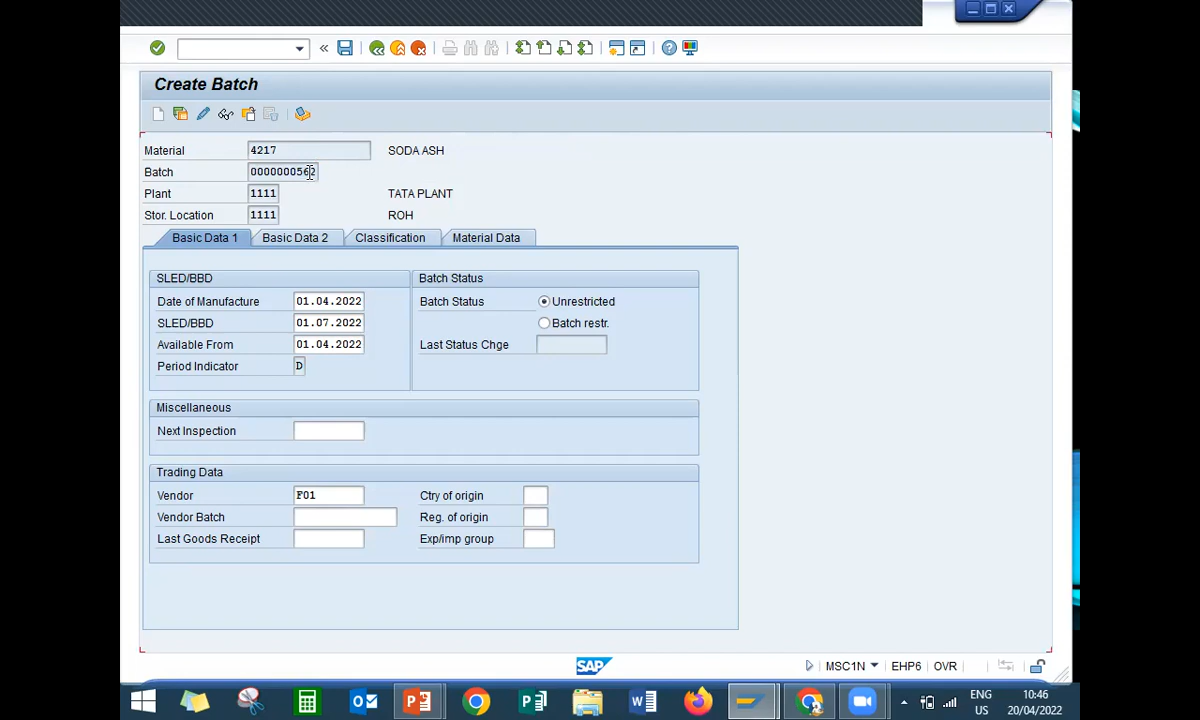 Create Batch
Material 4217 SODA ASH
Batch 0000000562
Plant 1111 TATA PLANT
Stor. Location 1111 ROH
Basic Data 1 Basic Data 2 Classification Material Data
SLED/BBD Batch Status
Date of Manufacture 01.04.2022 Batch Status Unrestricted
SLED/BBD 01.07.2022 Batch restr.
Available From 01.04.2022 Last Status Chge
Period Indicator D
Miscellaneous
Next Inspection
Trading Data
Vendor F01 Ctry of origin
Vendor Batch Reg. of origin
Last Goods Receipt Exp/imp group
SAP MSC1N EHP6 OVR
ENG 10:46
US 20/04/2022